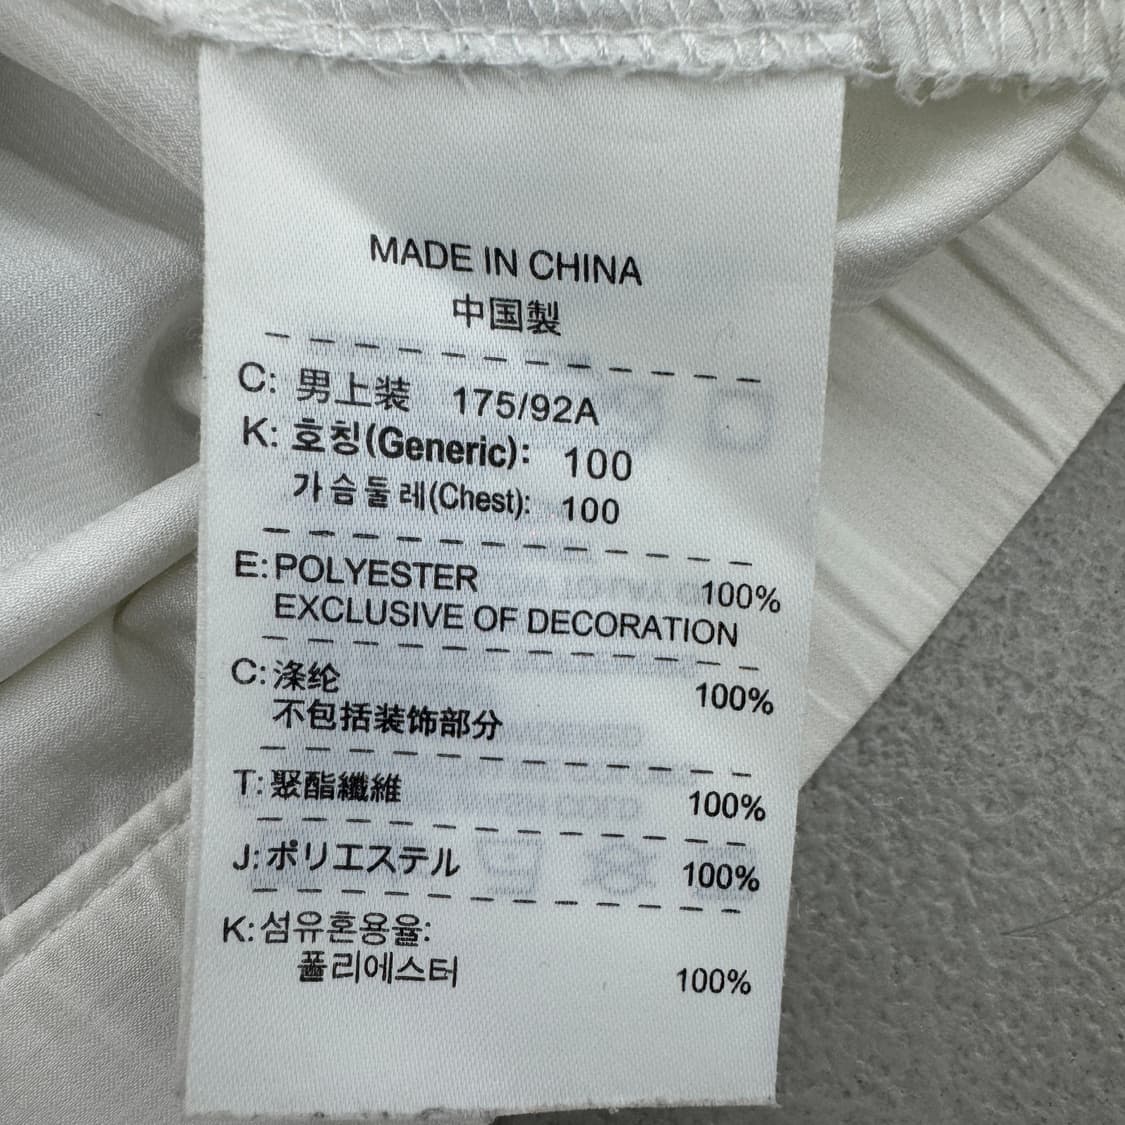 MADE IN CHINA
中国製
C: 男上装 175/92A
K: 호칭(Generic): 100
가슴둘레(Chest): 100
E: POLYESTER 100%
EXCLUSIVE OF DECORATION
C: 涤纶 100%
不包括装饰部分
T: 聚酯纖維 100%
J: ポリエステル 100%
K: 섬유혼용율:
폴리에스터 100%